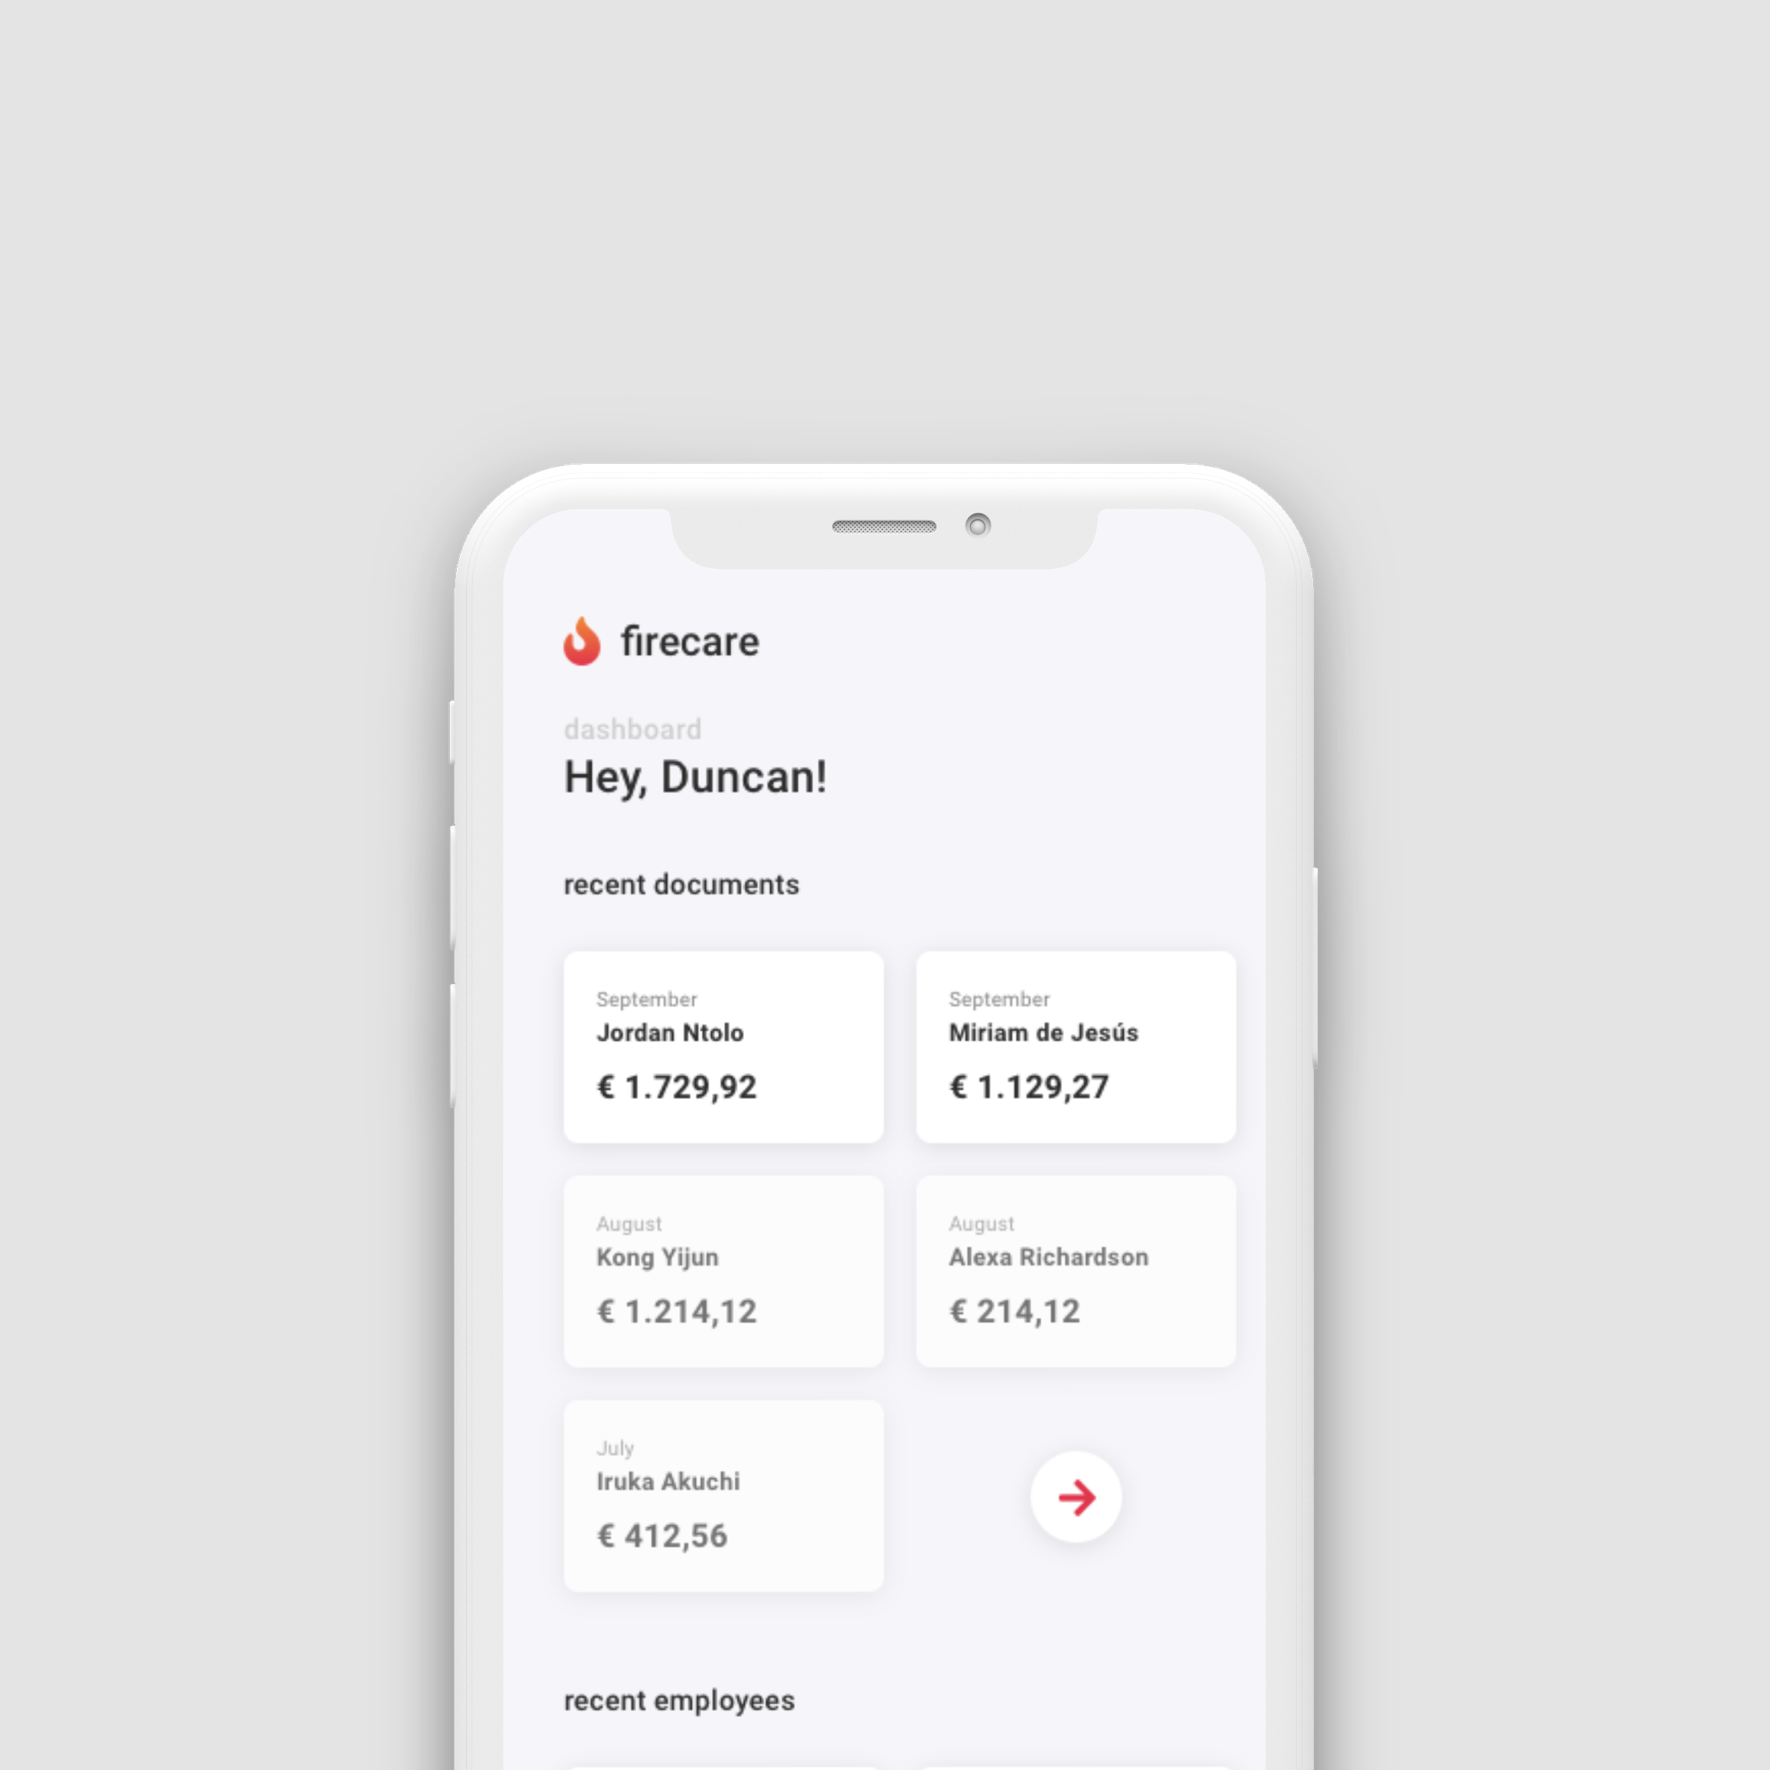 firecare
dashboard
Hey, Duncan!
recent documents
September
Jordan Ntolo
€ 1.729,92
September
Miriam de Jesús
€ 1.129,27
August
Kong Yijun
€ 1.214,12
August
Alexa Richardson
€ 214,12
July
Iruka Akuchi
€ 412,56
recent employees